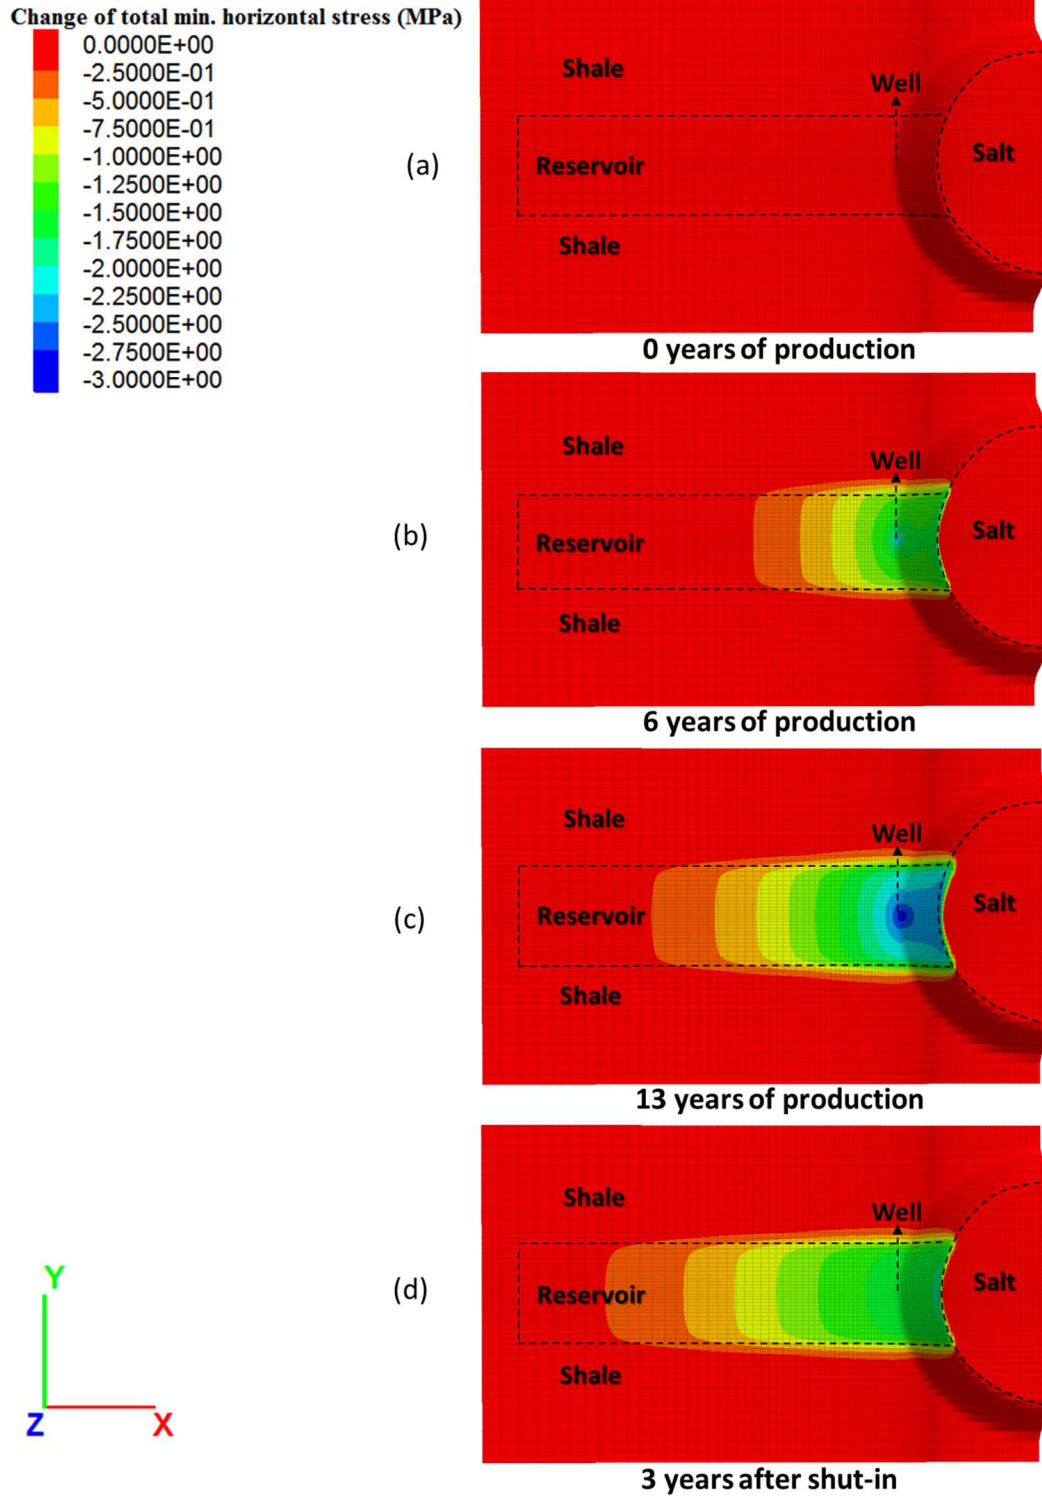 Change of total min. horizontal stress (MPa)
0.0000E+00
-2.5000E-01
-5.0000E-01
-7.5000E-01
-1.0000E+00
-1.2500E+00
-1.5000E+00
-1.7500E+00
-2.0000E+00
-2.2500E+00
-2.5000E+00
-2.7500E+00
-3.0000E+00
(a)
Shale
Well
Reservoir
Salt
Shale
0 years of production
(b)
Shale
Well
Reservoir
Salt
Shale
6 years of production
(c)
Shale
Well
Reservoir
Salt
Shale
13 years of production
(d)
Shale
Well
Reservoir
Salt
Shale
3 years after shut-in
Y
Z
X